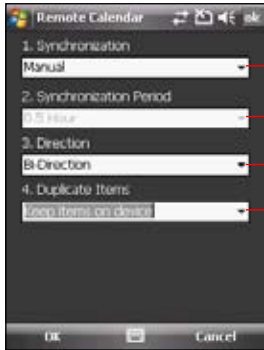 Remote Calendar ok
1. Synchronization
Manual
2. Synchronization Period
0.5 Hour
3. Direction
Bi-Direction
4. Duplicate Items
Keep items on device
OK Cancel